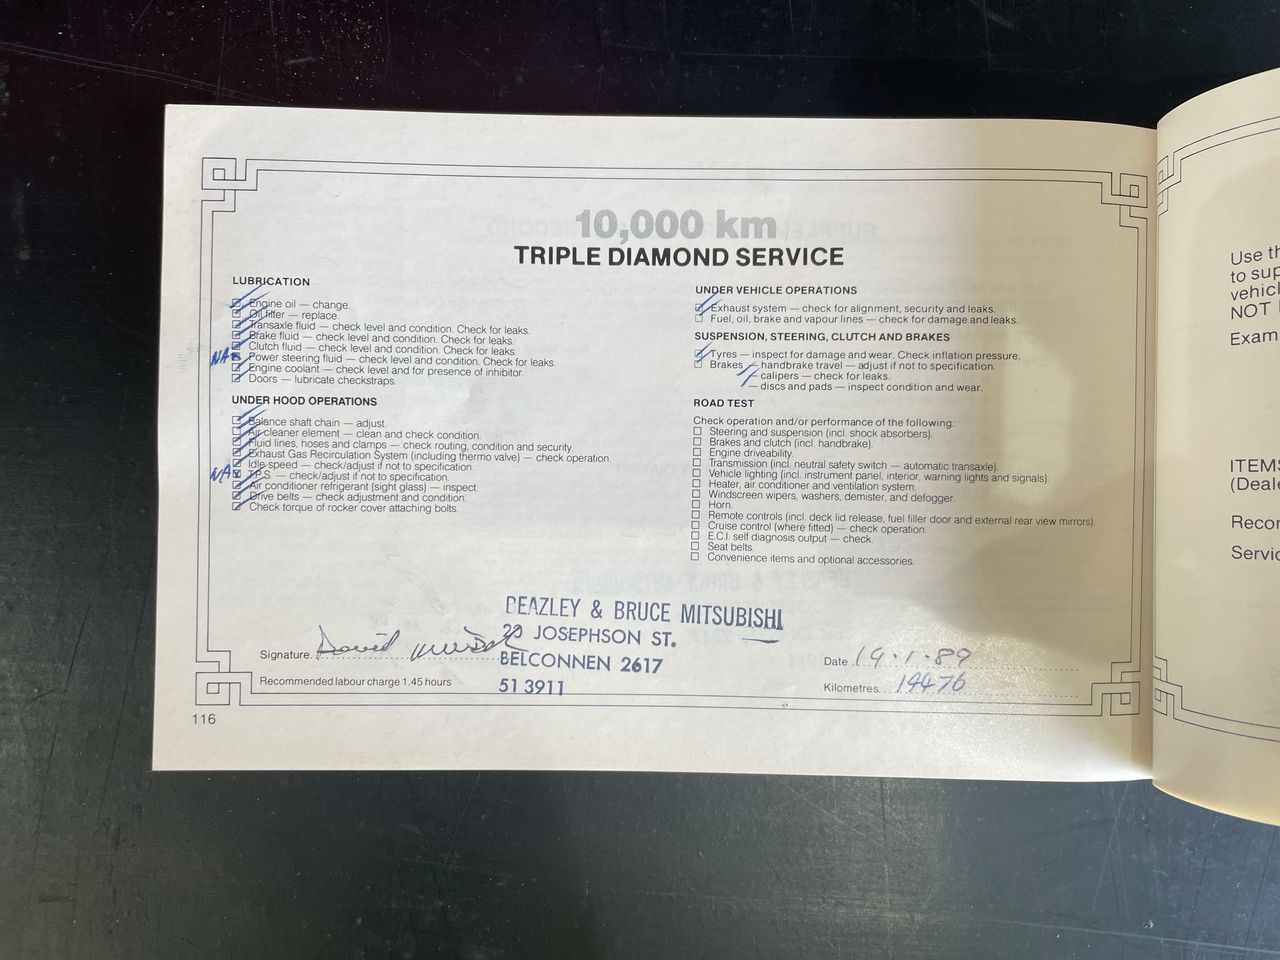 10,000 km
TRIPLE DIAMOND SERVICE
LUBRICATION
Engine oil — change.
Oil filter — replace.
Transaxle fluid — check level and condition. Check for leaks.
Brake fluid — check level and condition. Check for leaks.
Clutch fluid — check level and condition. Check for leaks.
NA Power steering fluid — check level and condition. Check for leaks.
Engine coolant — check level and for presence of inhibitor.
Doors — lubricate checkstraps.
UNDER HOOD OPERATIONS
Balance shaft chain — adjust.
Air cleaner element — clean and check condition.
Fluid lines, hoses and clamps — check routing, condition and security.
Exhaust Gas Recirculation System (including thermo valve) — check operation.
Idle speed — check/adjust if not to specification.
NA T.P.S. — check/adjust if not to specification.
Air conditioner refrigerant (sight glass) — inspect.
Drive belts — check adjustment and condition.
Check torque of rocker cover attaching bolts.
UNDER VEHICLE OPERATIONS
Exhaust system — check for alignment, security and leaks.
Fuel, oil, brake and vapour lines — check for damage and leaks.
SUSPENSION, STEERING, CLUTCH AND BRAKES
Tyres — inspect for damage and wear. Check inflation pressure.
Brakes — handbrake travel — adjust if not to specification.
— calipers — check for leaks.
— discs and pads — inspect condition and wear.
ROAD TEST
Check operation and/or performance of the following:
Steering and suspension (incl. shock absorbers).
Brakes and clutch (incl. handbrake).
Engine driveability.
Transmission (incl. neutral safety switch — automatic transaxle).
Vehicle lighting (incl. instrument panel, interior, warning lights and signals).
Heater, air conditioner and ventilation system.
Windscreen wipers, washers, demister, and defogger.
Horn.
Remote controls (incl. deck lid release, fuel filler door and external rear view mirrors).
Cruise control (where fitted) — check operation.
E.C.I. self diagnosis output — check.
Seat belts.
Convenience items and optional accessories.
BEAZLEY & BRUCE MITSUBISHI
20 JOSEPHSON ST.
BELCONNEN 2617
51 3911
Signature. David
Recommended labour charge 1.45 hours
Date 19.1.89
Kilometres 14476
116
Use th
to sup
vehicl
NOT
Exam
ITEMS
(Deale
Recor
Servic